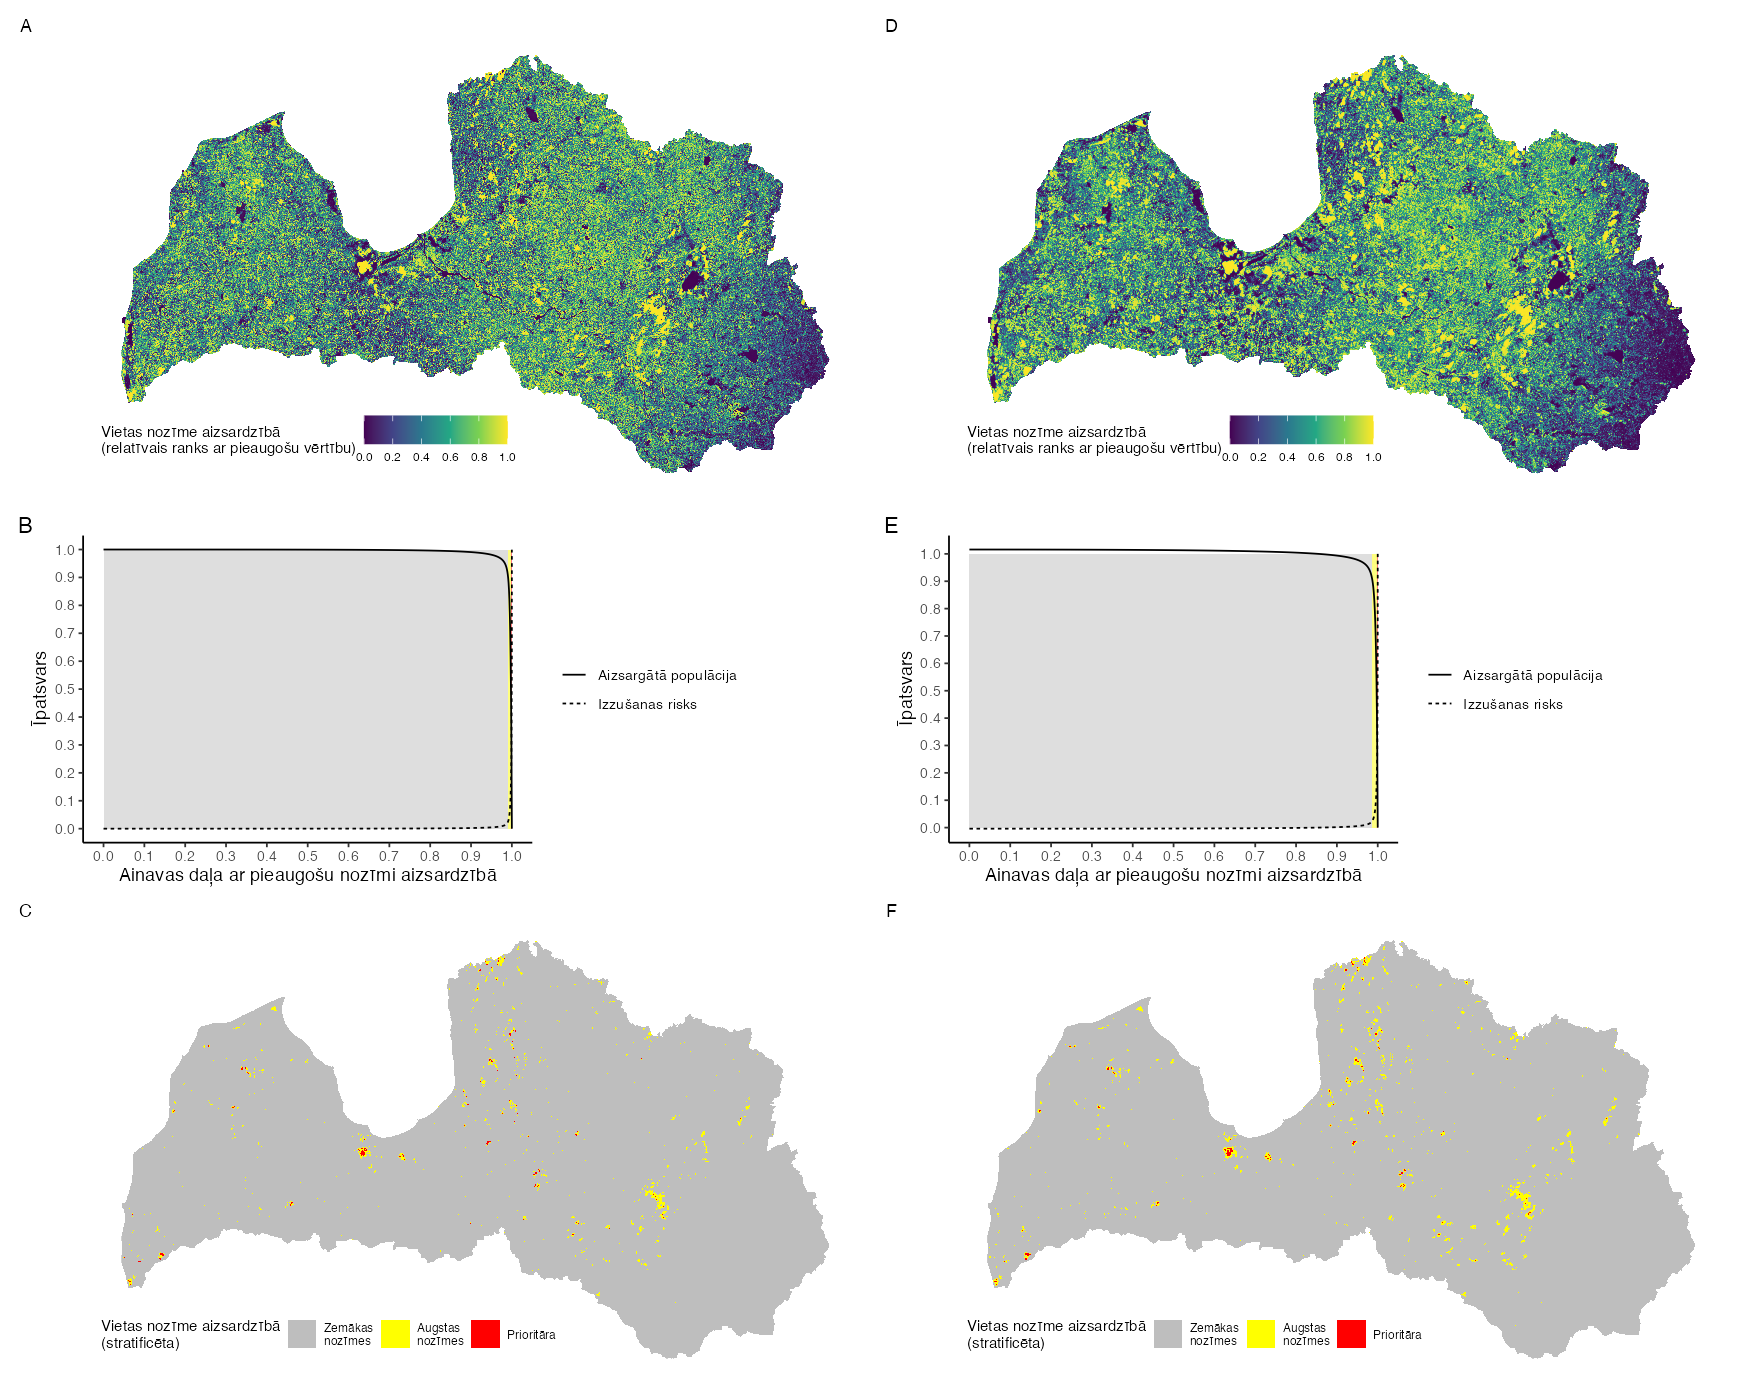 A
Vietas nozīme aizsardzībā
(relatīvais ranks ar pieaugošu vērtību)
0.0 0.2 0.4 0.6 0.8 1.0
D
Vietas nozīme aizsardzībā
(relatīvais ranks ar pieaugošu vērtību)
0.0 0.2 0.4 0.6 0.8 1.0
B
1.0
0.9
0.8
0.7
0.6
0.5
0.4
0.3
0.2
0.1
0.0
Īpatsvars
0.0 0.1 0.2 0.3 0.4 0.5 0.6 0.7 0.8 0.9 1.0
Ainavas daļa ar pieaugošu nozīmi aizsardzībā
Aizsargātā populācija
Izzušanas risks
E
1.0
0.9
0.8
0.7
0.6
0.5
0.4
0.3
0.2
0.1
0.0
Īpatsvars
0.0 0.1 0.2 0.3 0.4 0.5 0.6 0.7 0.8 0.9 1.0
Ainavas daļa ar pieaugošu nozīmi aizsardzībā
Aizsargātā populācija
Izzušanas risks
C
Vietas nozīme aizsardzībā
(stratificēta)
Zemākas
nozīmes
Augstas
nozīmes
Prioritāra
F
Vietas nozīme aizsardzībā
(stratificēta)
Zemākas
nozīmes
Augstas
nozīmes
Prioritāra